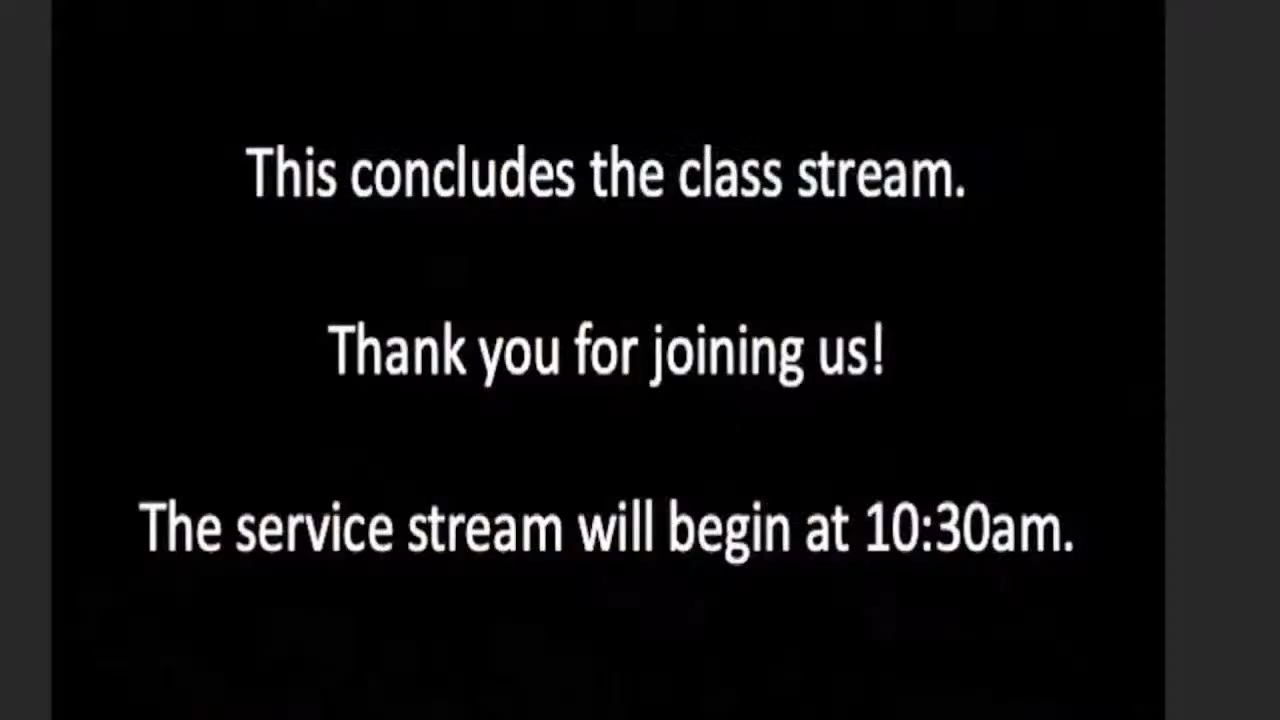 This concludes the class stream.
Thank you for joining us!
The service stream will begin at 10:30am.